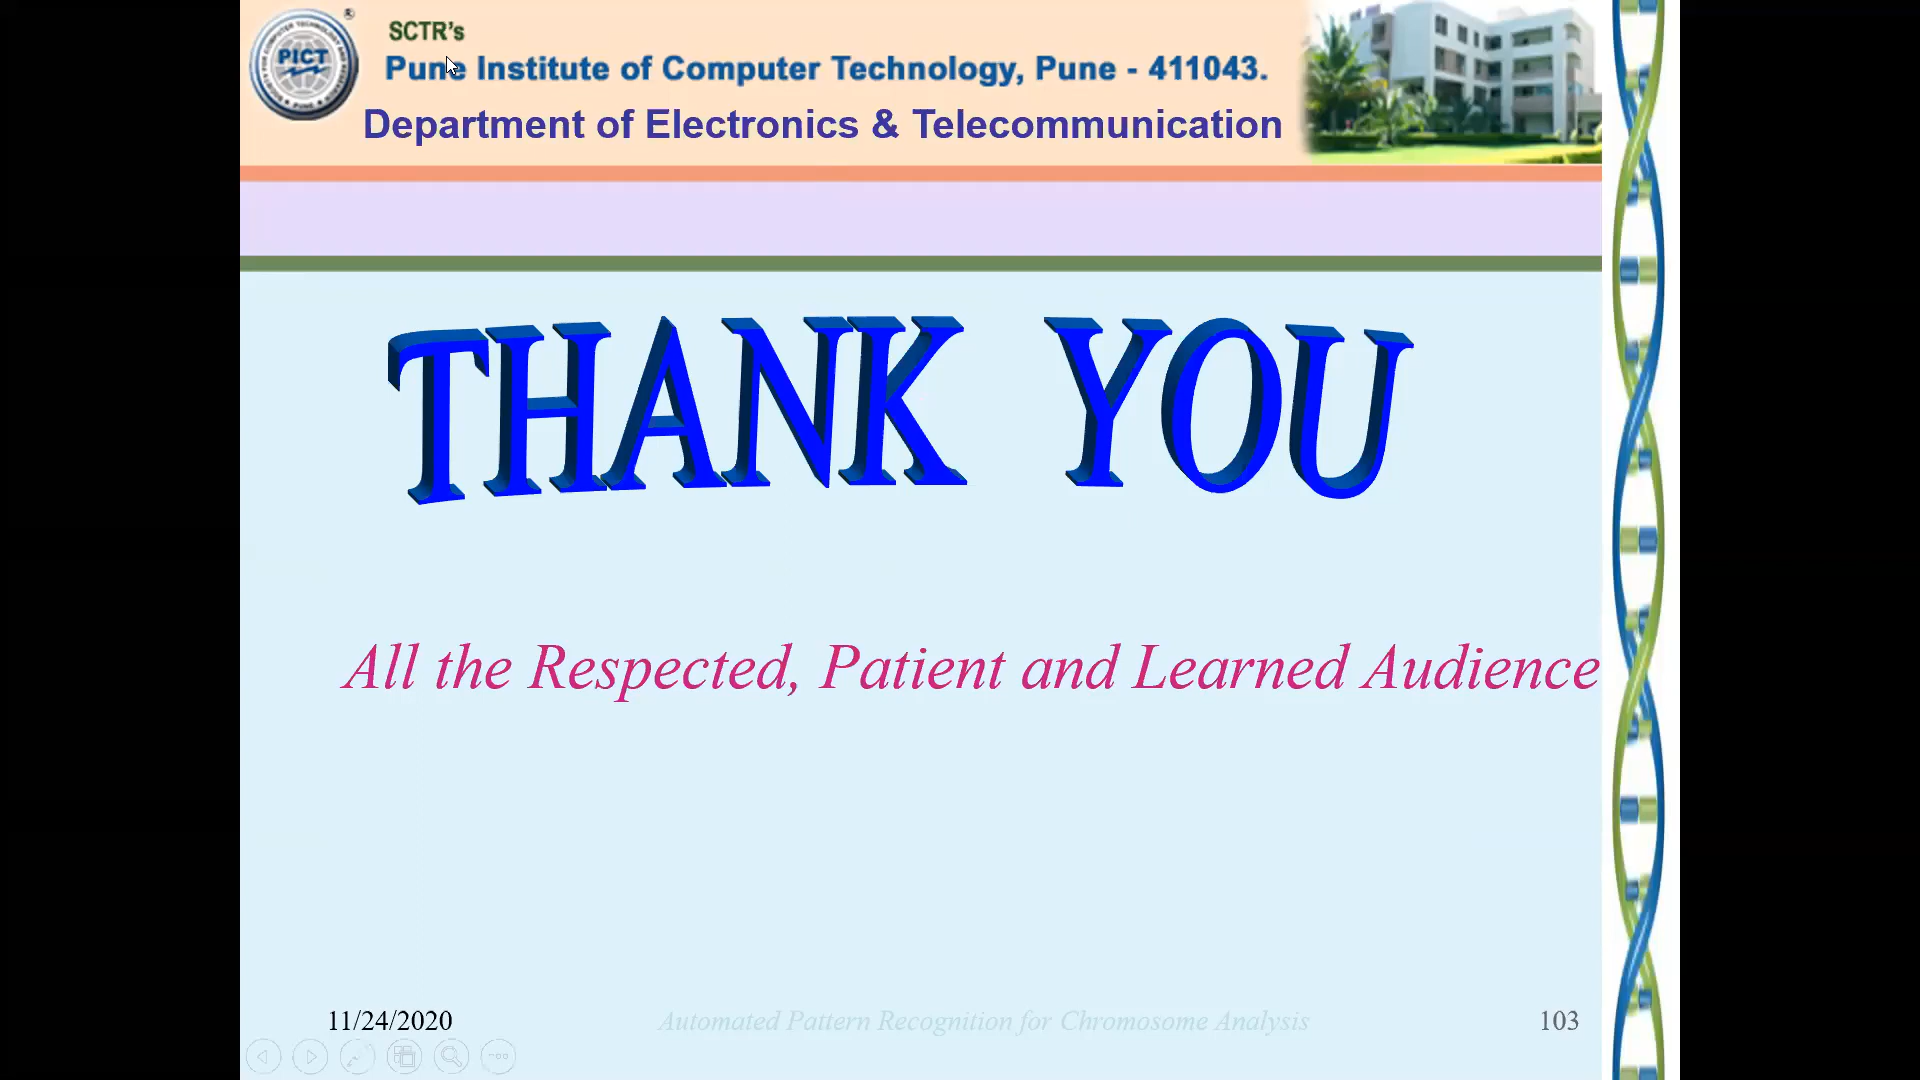 SCTR's
PICT
Pune Institute of Computer Technology, Pune - 411043.
Department of Electronics & Telecommunication
THANK YOU
All the Respected, Patient and Learned Audience
11/24/2020
Automated Pattern Recognition for Chromosome Analysis
103